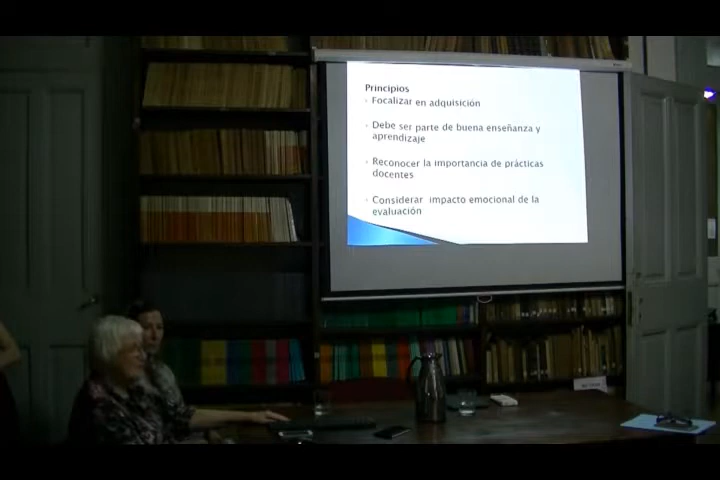 Principios
Focalizar en adquisición
Debe ser parte de buena enseñanza y
aprendizaje
Reconocer la importancia de prácticas
docentes
Considerar impacto emocional de la
evaluación